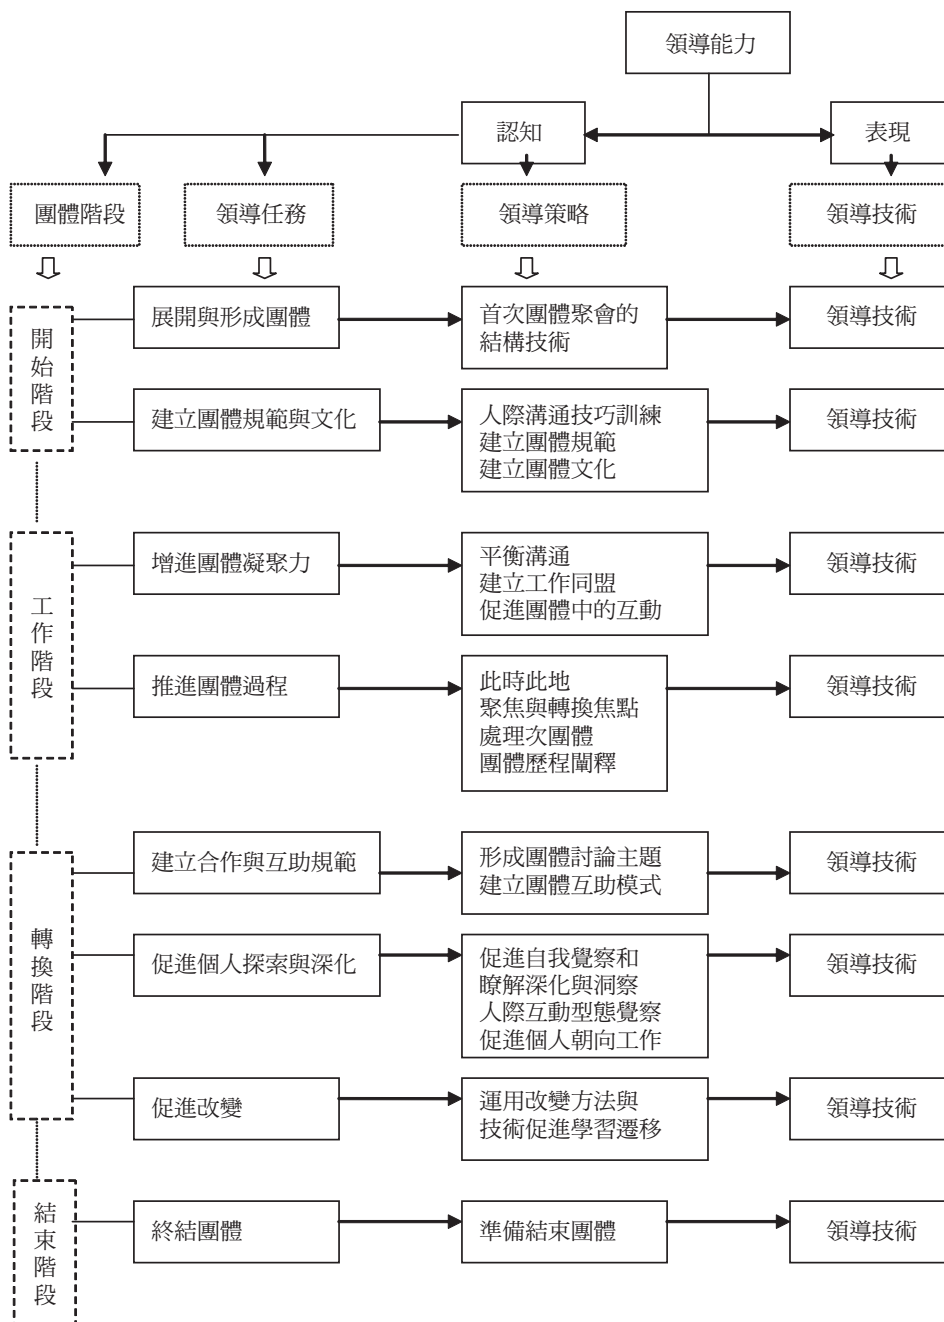 領導能力
認知
表現
團體階段
領導任務
領導策略
領導技術
開始階段
展開與形成團體
首次團體聚會的
結構技術
領導技術
建立團體規範與文化
人際溝通技巧訓練
建立團體規範
建立團體文化
領導技術
工作階段
增進團體凝聚力
平衡溝通
建立工作同盟
促進團體中的互動
領導技術
推進團體過程
此時此地
聚焦與轉換焦點
處理次團體
團體歷程闡釋
領導技術
轉換階段
建立合作與互助規範
形成團體討論主題
建立團體互助模式
領導技術
促進個人探索與深化
促進自我覺察和
瞭解深化與洞察
人際互動型態覺察
促進個人朝向工作
領導技術
促進改變
運用改變方法與
技術促進學習遷移
領導技術
結束階段
終結團體
準備結束團體
領導技術